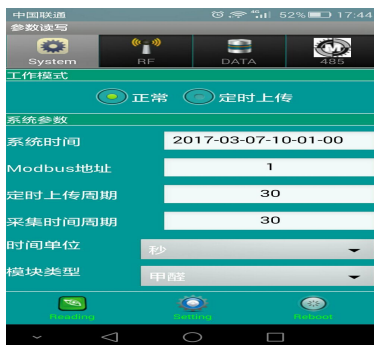 中国联通 52% 17:44
参数读写
System RF DATA 485
工作模式
正常 定时上传
系统参数
系统时间 2017-03-07-10-01-00
Modbus地址 1
定时上传周期 30
采集时间周期 30
时间单位 秒
模块类型 甲醛
Reading Setting Reboot